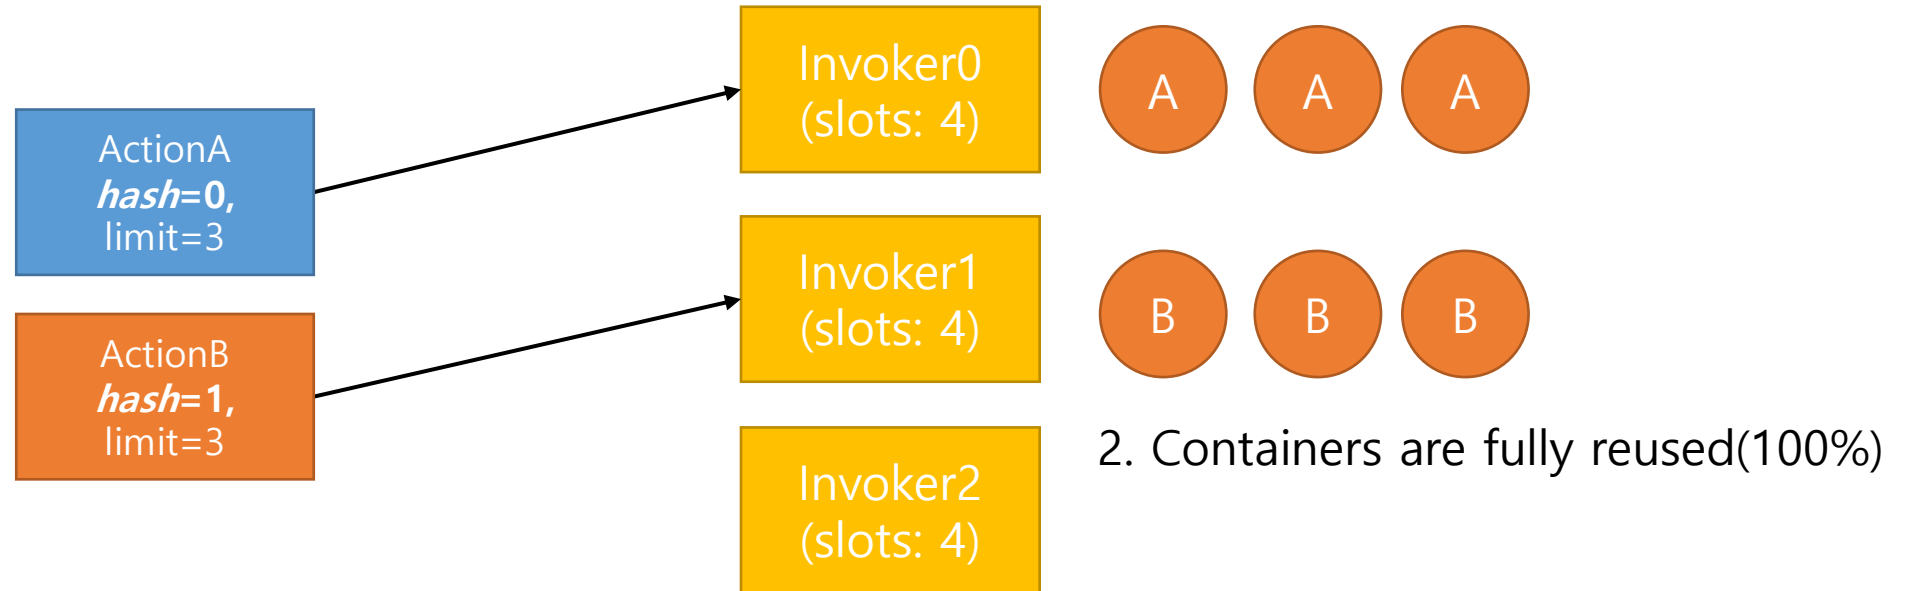 ActionA
hash=0,
limit=3
ActionB
hash=1,
limit=3
Invoker0
(slots: 4)
Invoker1
(slots: 4)
Invoker2
(slots: 4)
A A A
B B B
2. Containers are fully reused(100%)